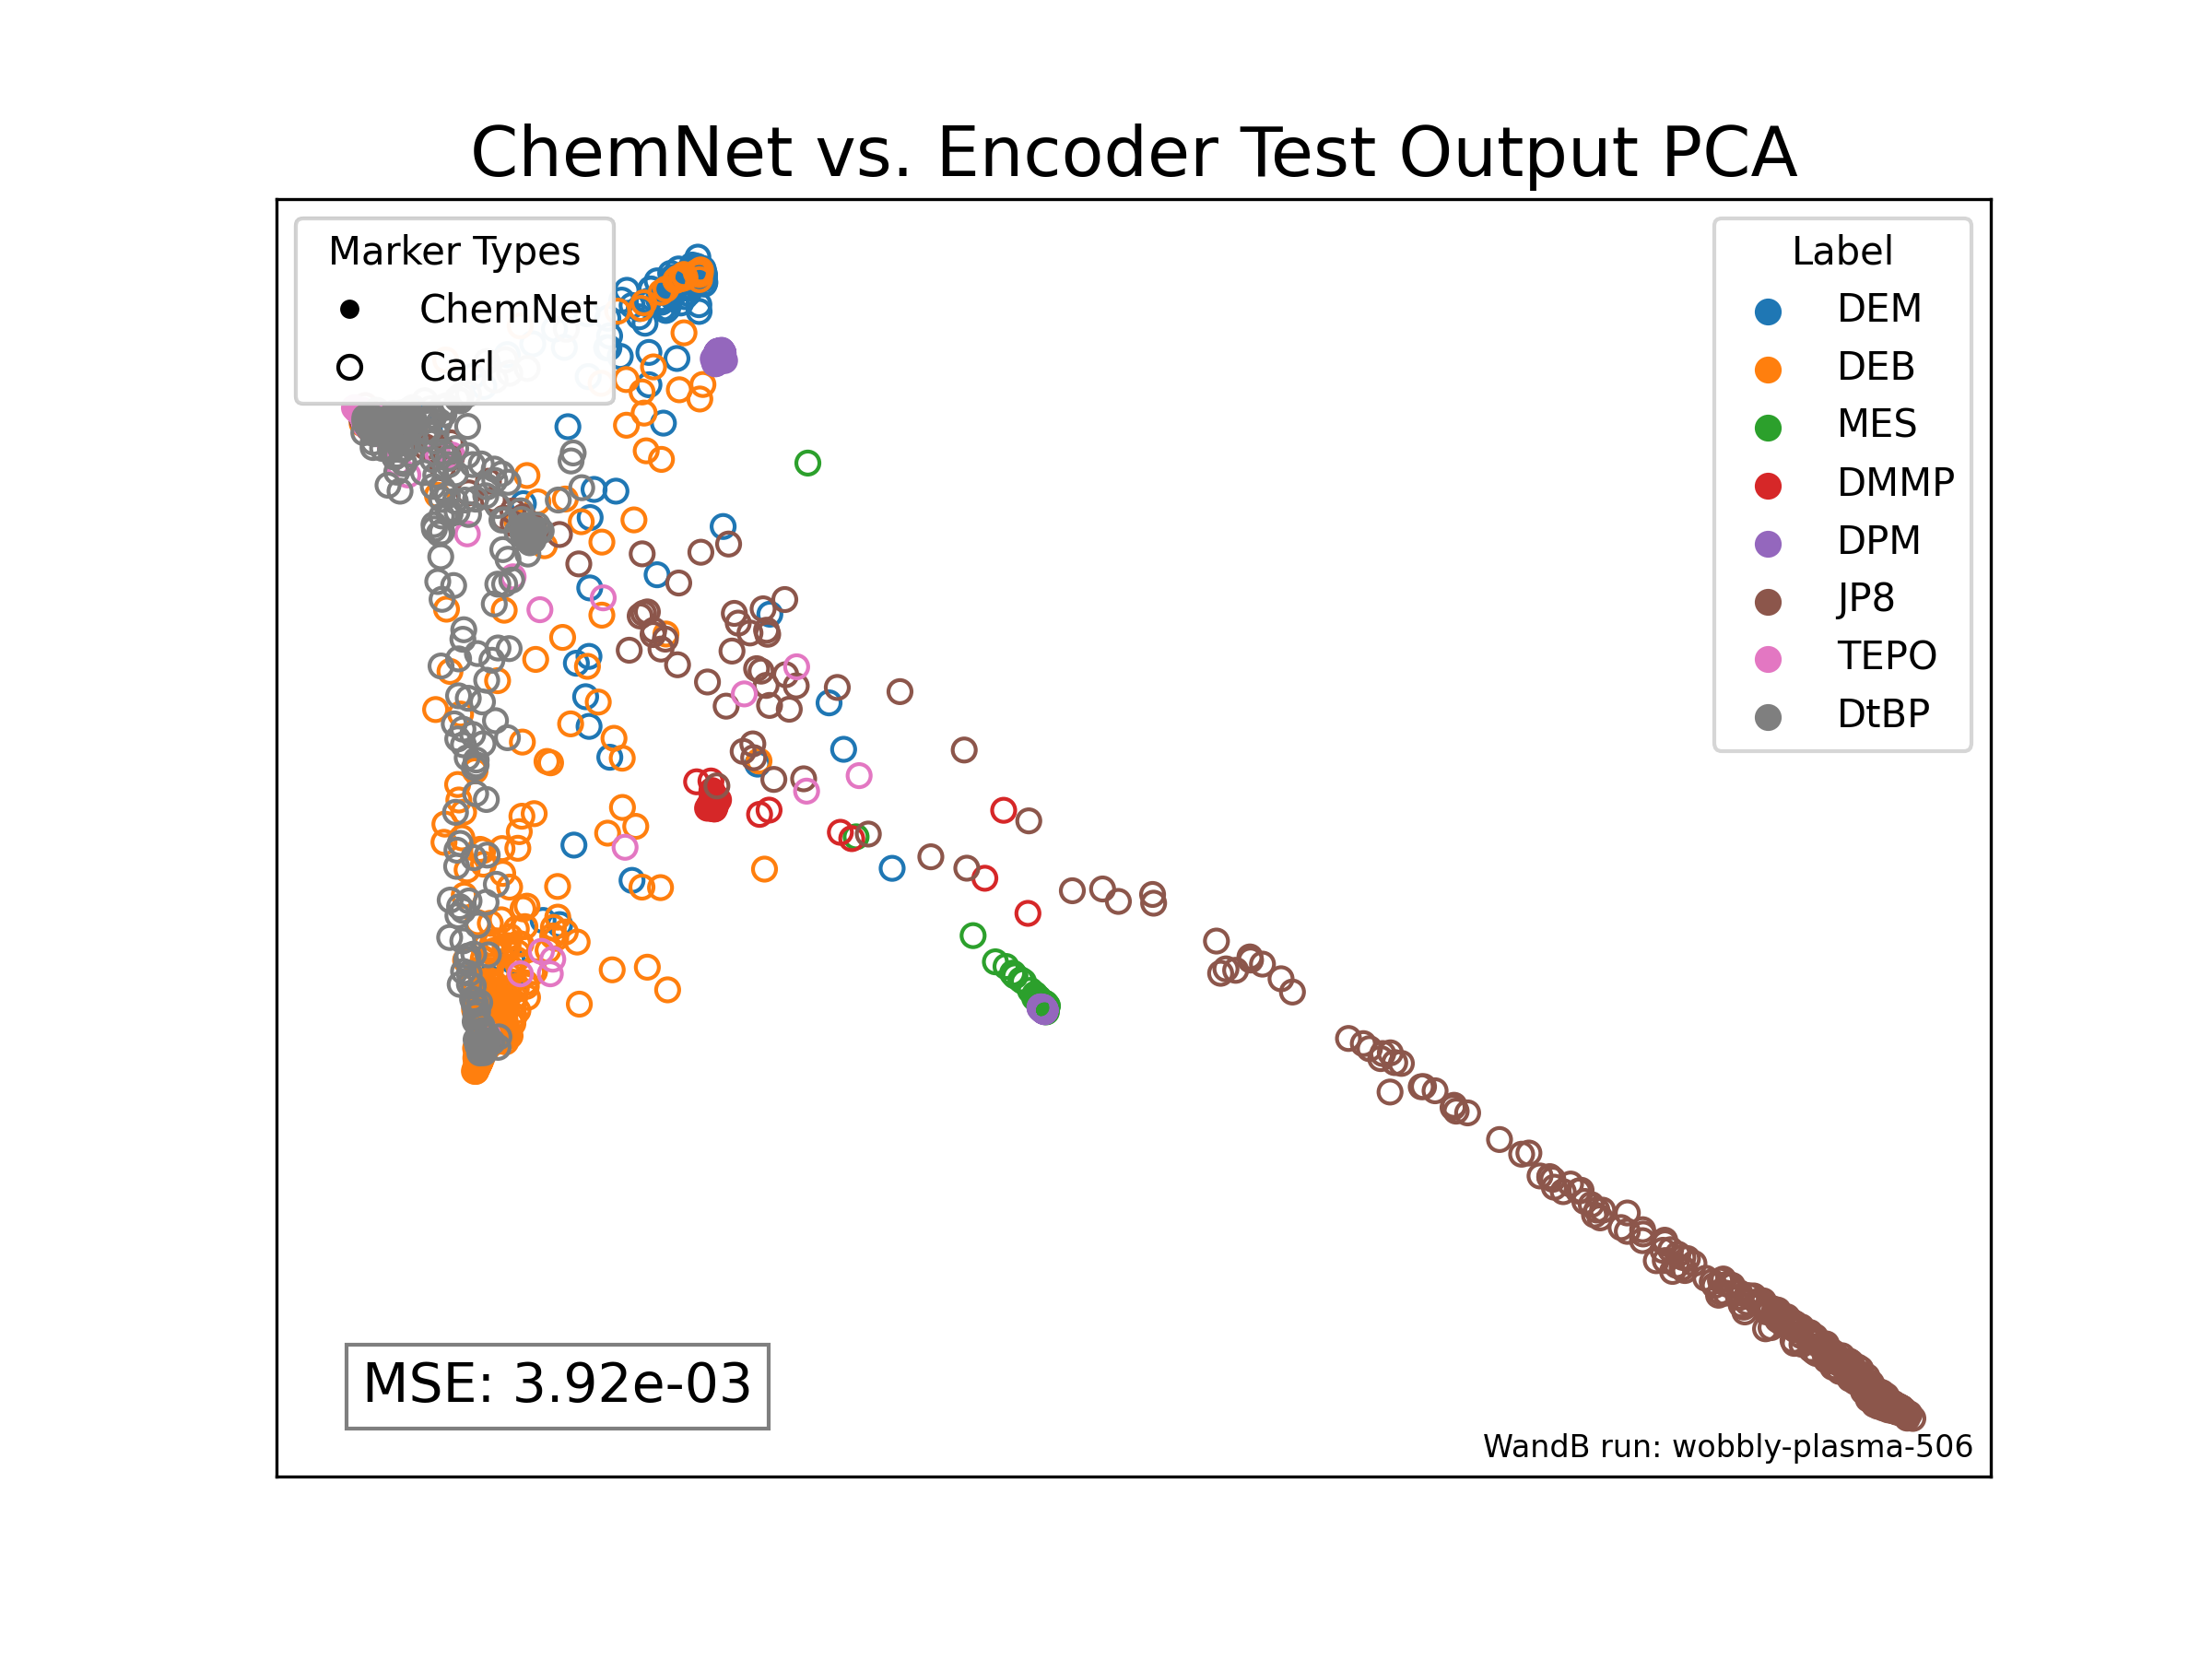 ChemNet vs. Encoder Test Output PCA
Marker Types
ChemNet
Carl
Label
DEM
DEB
MES
DMMP
DPM
JP8
TEPO
DtBP
MSE: 3.92e-03
WandB run: wobbly-plasma-506